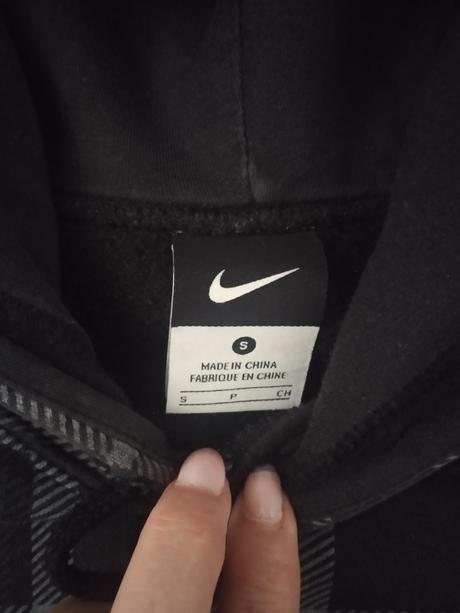 S
MADE IN CHINA
FABRIQUE EN CHINE
S P CH